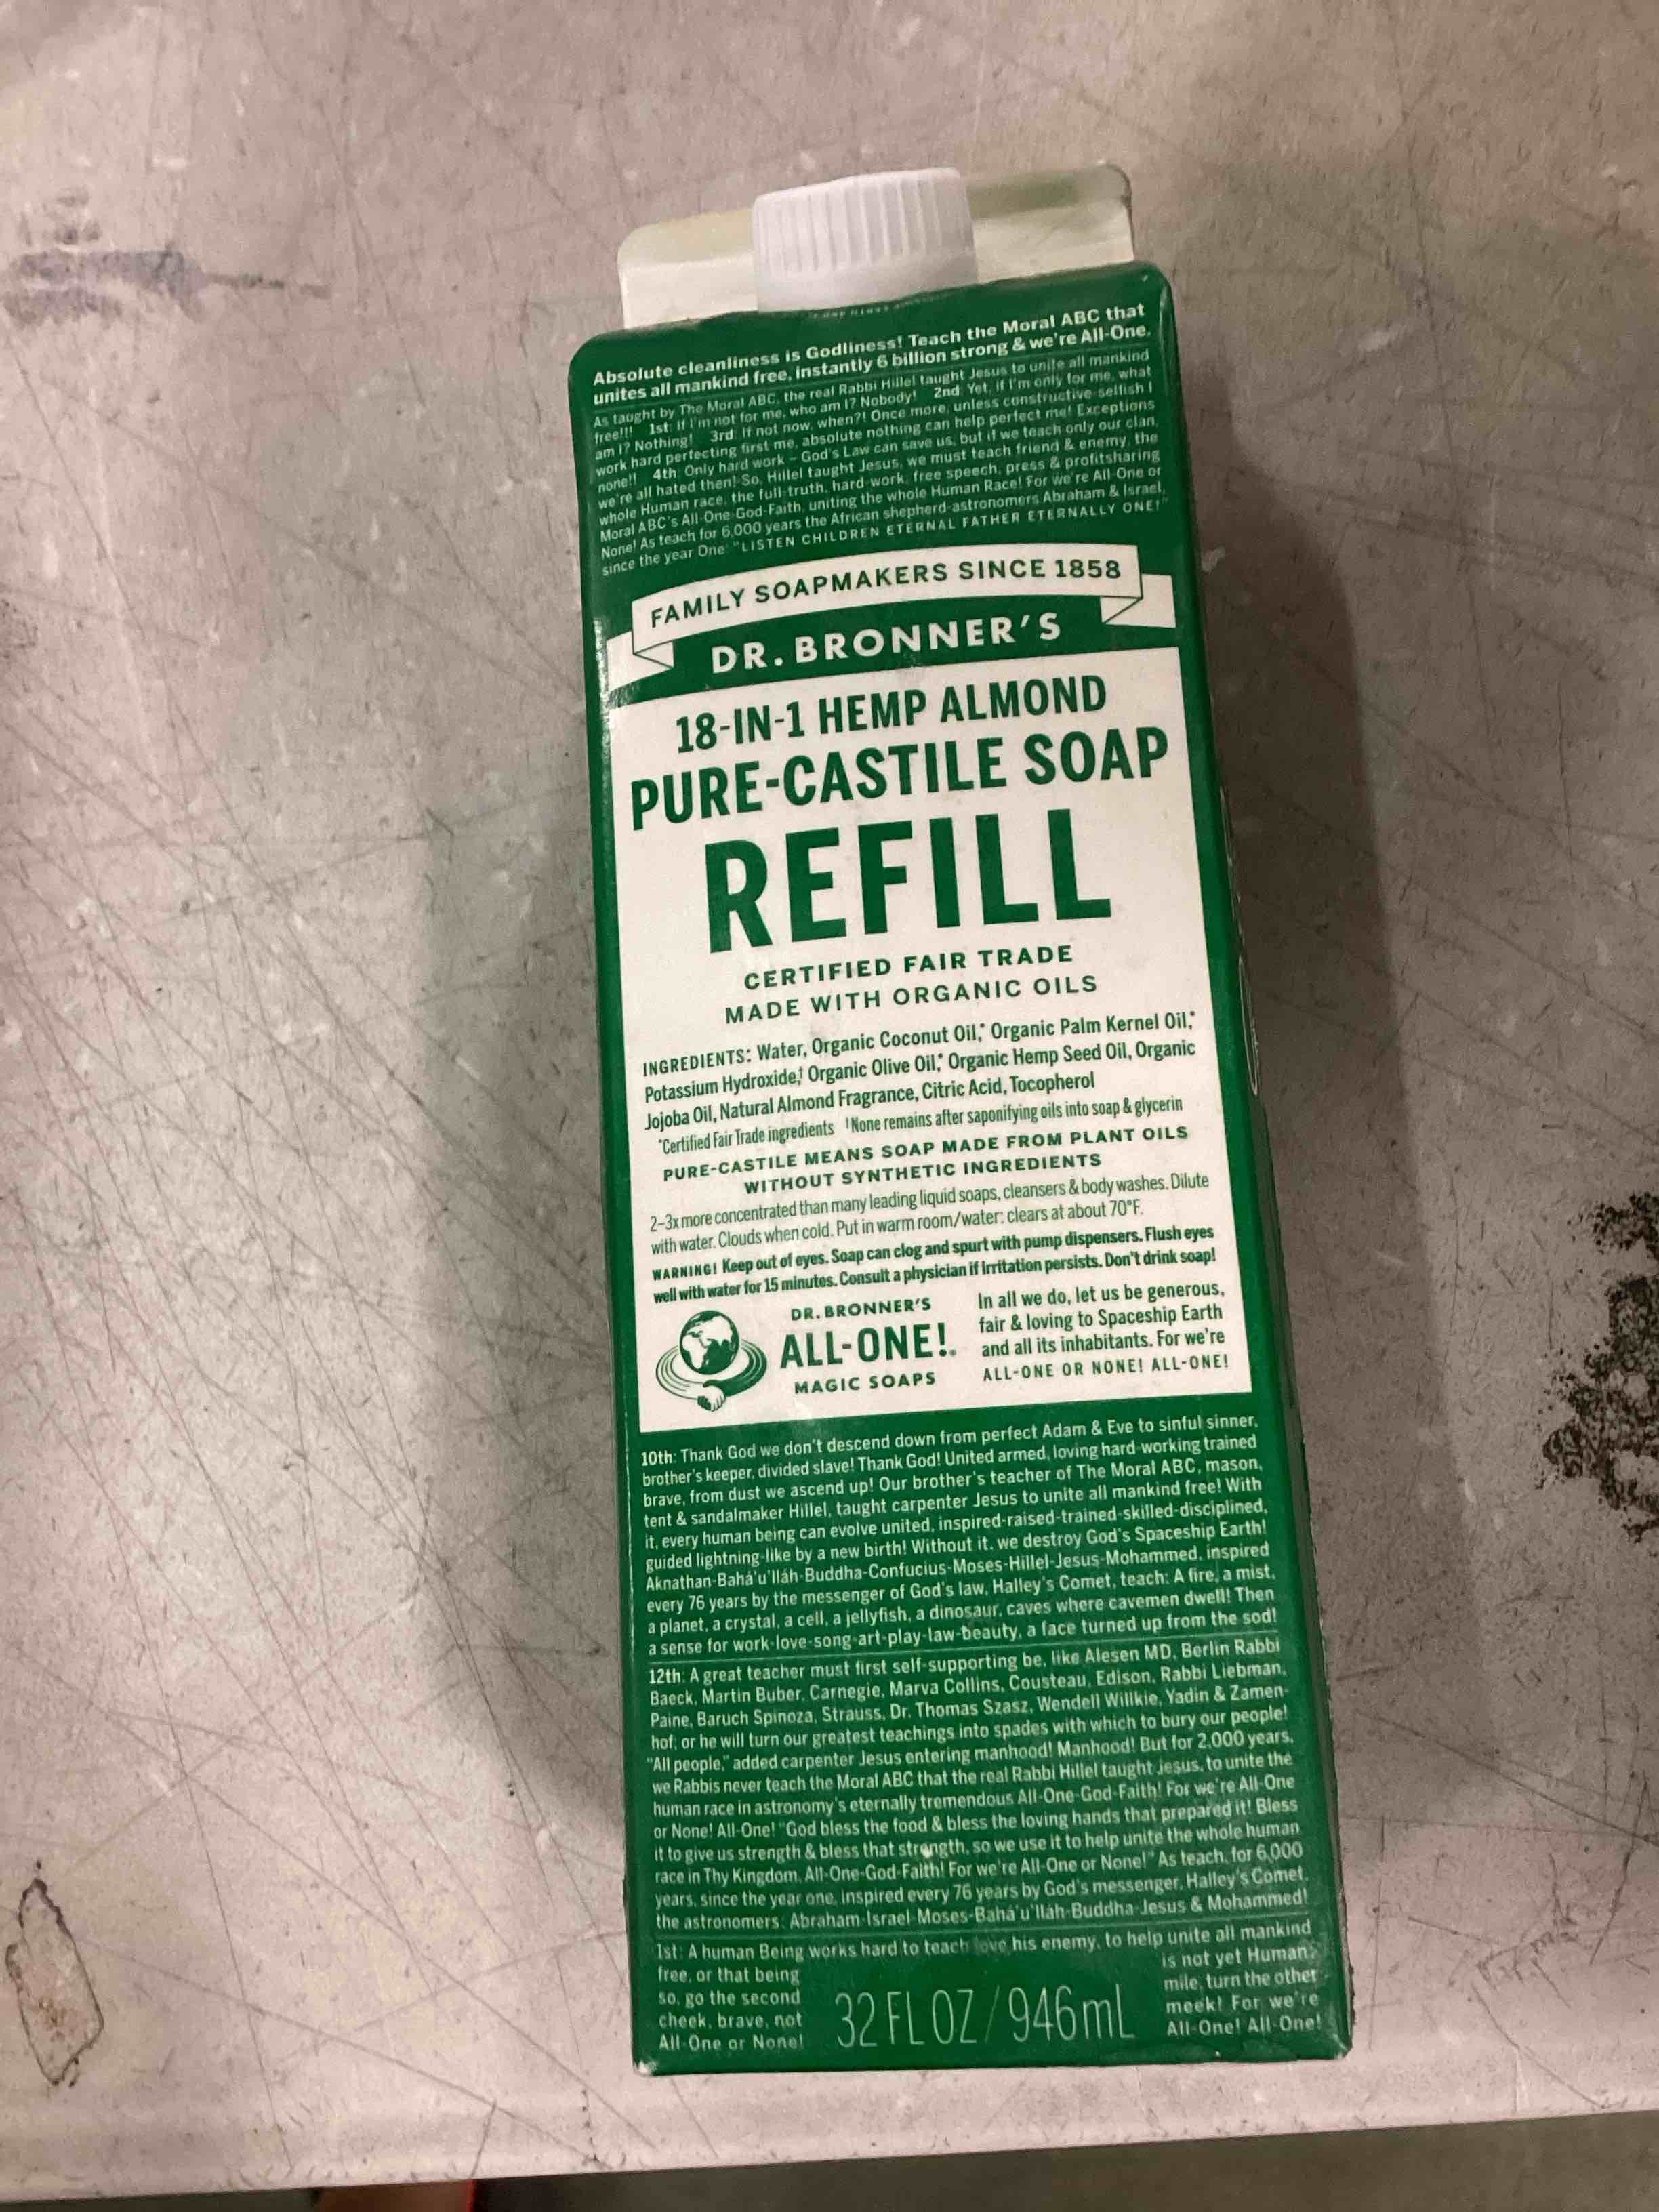 Absolute cleanliness is Godliness! Teach the Moral ABC that
unites all mankind free, instantly 6 billion strong & we're All-One.
As taught by The Moral ABC, the real Rabbi Hillel taught Jesus to unite all mankind
free!!! 1st: If I'm not for me, who am I? Nobody! 2nd: Yet, if I'm only for me, what
am I? Nothing! 3rd: If not now, when?! Once more, unless constructive-selfish I
work hard perfecting first me, absolute nothing can help perfect me! Exceptions
none!! 4th: Only hard work – God's Law can save us, but if we teach only our clan,
we're all hated then! So, Hillel taught Jesus, we must teach friend & enemy, the
whole Human race, the full-truth, hard-work, free speech, press & profitsharing
Moral ABC's All-One-God-Faith, uniting the whole Human Race! For we're All-One or
None! As teach for 6,000 years the African shepherd-astronomers Abraham & Israel,
since the year One: "LISTEN CHILDREN ETERNAL FATHER ETERNALLY ONE!"
FAMILY SOAPMAKERS SINCE 1858
DR. BRONNER'S
18-IN-1 HEMP ALMOND
PURE-CASTILE SOAP
REFILL
CERTIFIED FAIR TRADE
MADE WITH ORGANIC OILS
INGREDIENTS: Water, Organic Coconut Oil,* Organic Palm Kernel Oil,*
Potassium Hydroxide,† Organic Olive Oil,* Organic Hemp Seed Oil, Organic
Jojoba Oil, Natural Almond Fragrance, Citric Acid, Tocopherol
*Certified Fair Trade ingredients †None remains after saponifying oils into soap & glycerin
PURE-CASTILE MEANS SOAP MADE FROM PLANT OILS
WITHOUT SYNTHETIC INGREDIENTS
2–3x more concentrated than many leading liquid soaps, cleansers & body washes. Dilute
with water. Clouds when cold. Put in warm room/water: clears at about 70°F.
WARNING! Keep out of eyes. Soap can clog and spurt with pump dispensers. Flush eyes
well with water for 15 minutes. Consult a physician if irritation persists. Don't drink soap!
DR. BRONNER'S
ALL-ONE!®
MAGIC SOAPS
In all we do, let us be generous,
fair & loving to Spaceship Earth
and all its inhabitants. For we're
ALL-ONE OR NONE! ALL-ONE!
10th: Thank God we don't descend down from perfect Adam & Eve to sinful sinner,
brother's keeper, divided slave! Thank God! United armed, loving hard-working trained
brave, from dust we ascend up! Our brother's teacher of The Moral ABC, mason,
tent & sandalmaker Hillel, taught carpenter Jesus to unite all mankind free! With
it, every human being can evolve united, inspired-raised-trained-skilled-disciplined,
guided lightning-like by a new birth! Without it, we destroy God's Spaceship Earth!
Aknathan-Bahá'u'lláh-Buddha-Confucius-Moses-Hillel-Jesus-Mohammed, inspired
every 76 years by the messenger of God's law, Halley's Comet, teach: A fire, a mist,
a planet, a crystal, a cell, a jellyfish, a dinosaur, caves where cavemen dwell! Then
a sense for work-love-song-art-play-law-beauty, a face turned up from the sod!
12th: A great teacher must first self-supporting be, like Alesen MD, Berlin Rabbi
Baeck, Martin Buber, Carnegie, Marva Collins, Cousteau, Edison, Rabbi Liebman,
Paine, Baruch Spinoza, Strauss, Dr. Thomas Szasz, Wendell Willkie, Yadin & Zamen-
hof; or he will turn our greatest teachings into spades with which to bury our people!
"All people," added carpenter Jesus entering manhood! Manhood! But for 2,000 years,
we Rabbis never teach the Moral ABC that the real Rabbi Hillel taught Jesus, to unite the
human race in astronomy's eternally tremendous All-One-God-Faith! For we're All-One
or None! All-One! "God bless the food & bless the loving hands that prepared it! Bless
it to give us strength & bless that strength, so we use it to help unite the whole human
race in Thy Kingdom, All-One-God-Faith! For we're All-One or None!" As teach, for 6,000
years, since the year one, inspired every 76 years by God's messenger, Halley's Comet,
the astronomers: Abraham-Israel-Moses-Bahá'u'lláh-Buddha-Jesus & Mohammed!
1st: A human Being works hard to teach love his enemy, to help unite all mankind
free, or that being is not yet Human.
so, go the second mile, turn the other
cheek, brave, not meek! For we're
All-One or None! All-One! All-One!
32 FL OZ / 946 mL